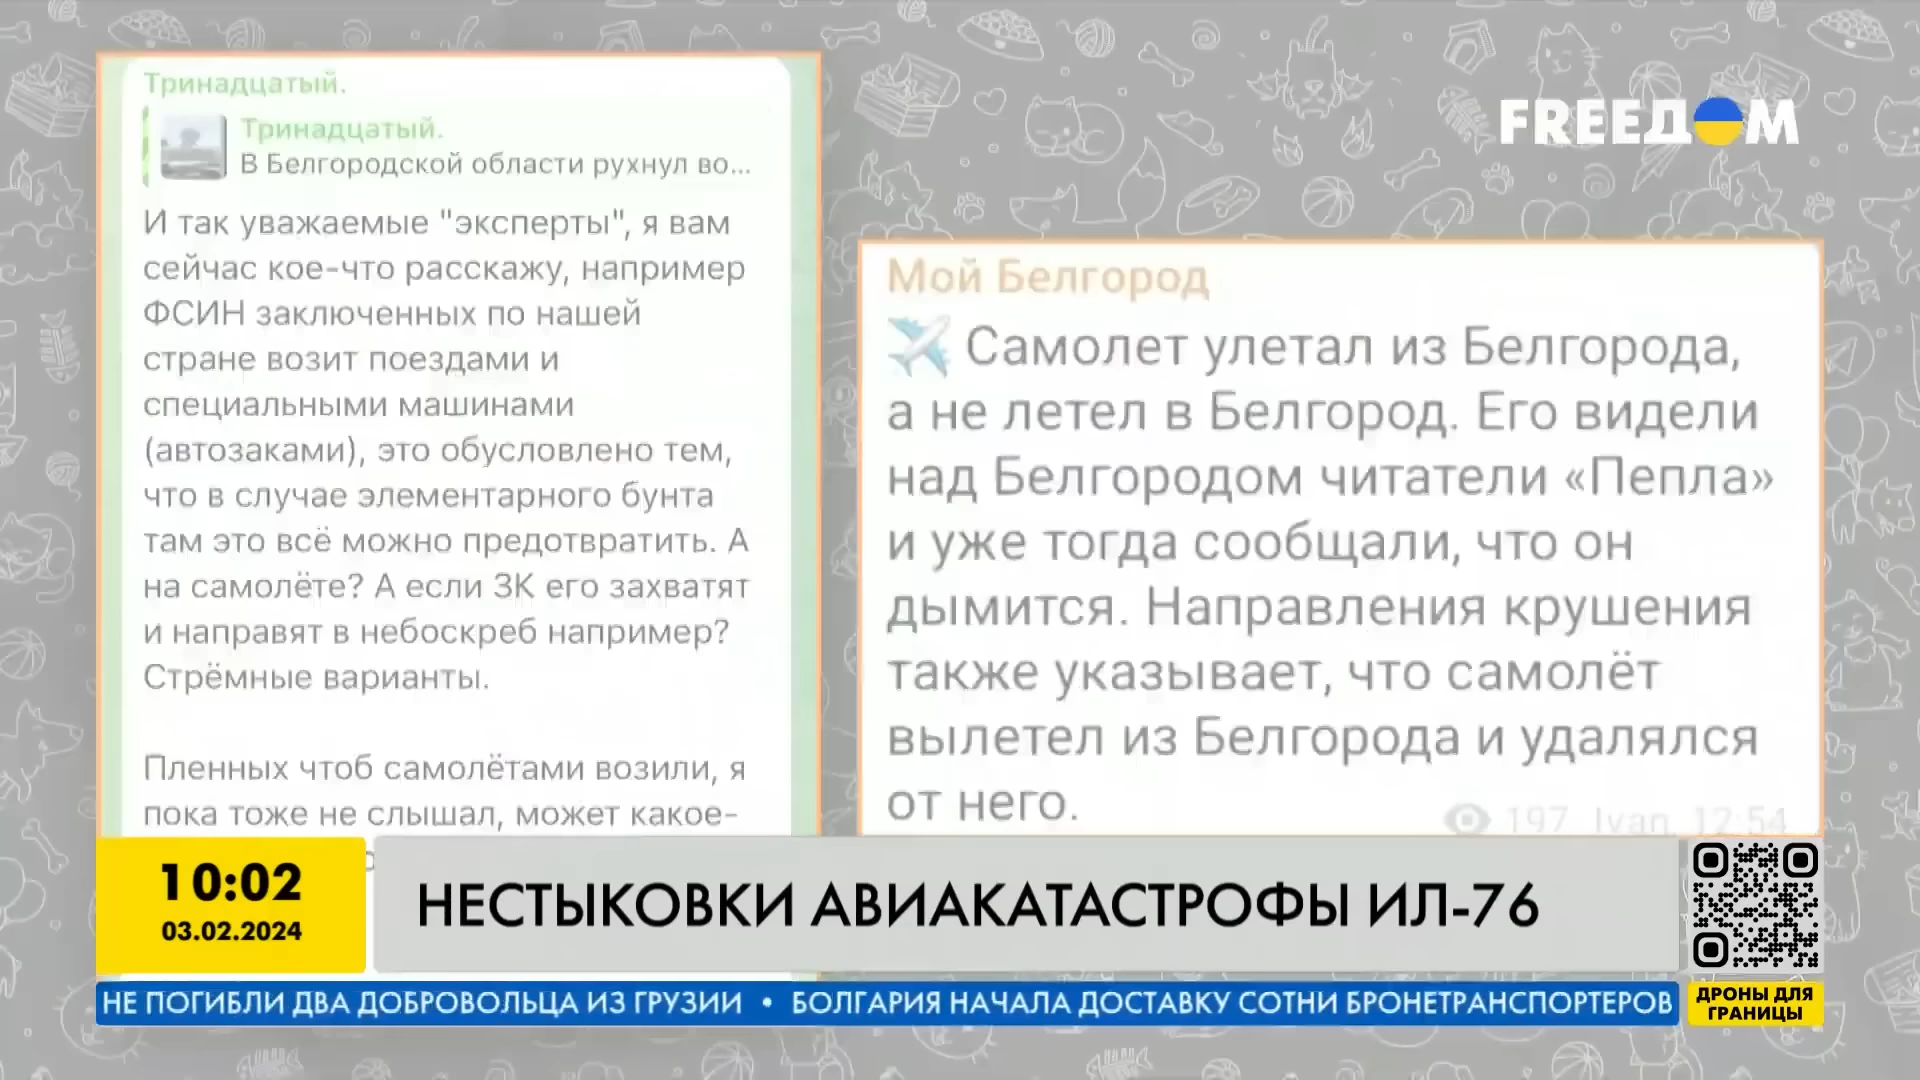 Тринадцатый.
Тринадцатый.
В Белгородской области рухнул во...
И так уважаемые "эксперты", я вам
сейчас кое-что расскажу, например
ФСИН заключенных по нашей
стране возит поездами и
специальными машинами
(автозаками), это обусловлено тем,
что в случае элементарного бунта
там это всё можно предотвратить. А
на самолёте? А если ЗК его захватят
и направят в небоскреб например?
Стрёмные варианты.
Пленных чтоб самолётами возили, я
пока тоже не слышал, может какое-
FREEДOM
Мой Белгород
Самолет улетал из Белгорода,
а не летел в Белгород. Его видели
над Белгородом читатели «Пепла»
и уже тогда сообщали, что он
дымится. Направления крушения
также указывает, что самолёт
вылетел из Белгорода и удалялся
от него.
197 Ivan, 12:54
10:02
03.02.2024
НЕСТЫКОВКИ АВИАКАТАСТРОФЫ ИЛ-76
НЕ ПОГИБЛИ ДВА ДОБРОВОЛЬЦА ИЗ ГРУЗИИ • БОЛГАРИЯ НАЧАЛА ДОСТАВКУ СОТНИ БРОНЕТРАНСПОРТЕРОВ
ДРОНЫ ДЛЯ
ГРАНИЦЫ